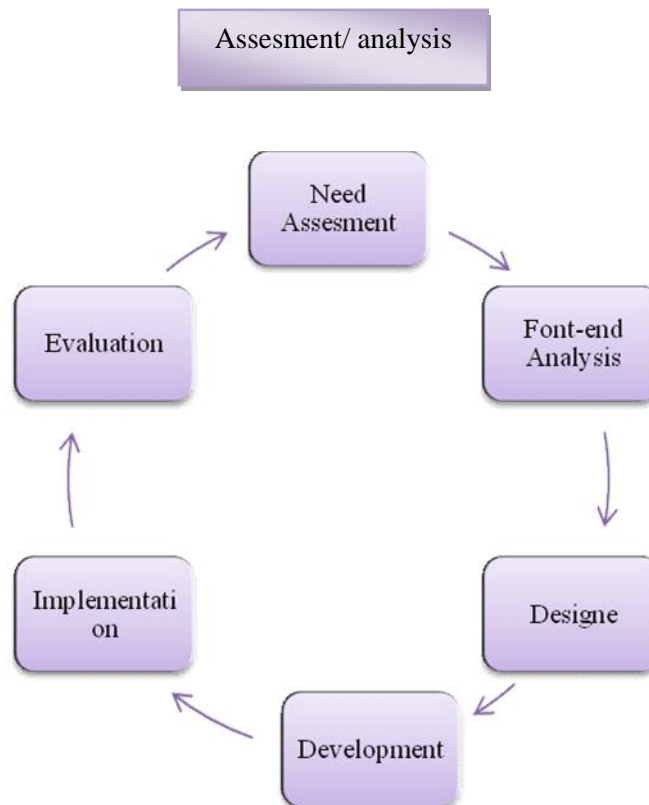 Assesment/ analysis
Need
Assesment
Font-end
Analysis
Designe
Development
Implementati
on
Evaluation